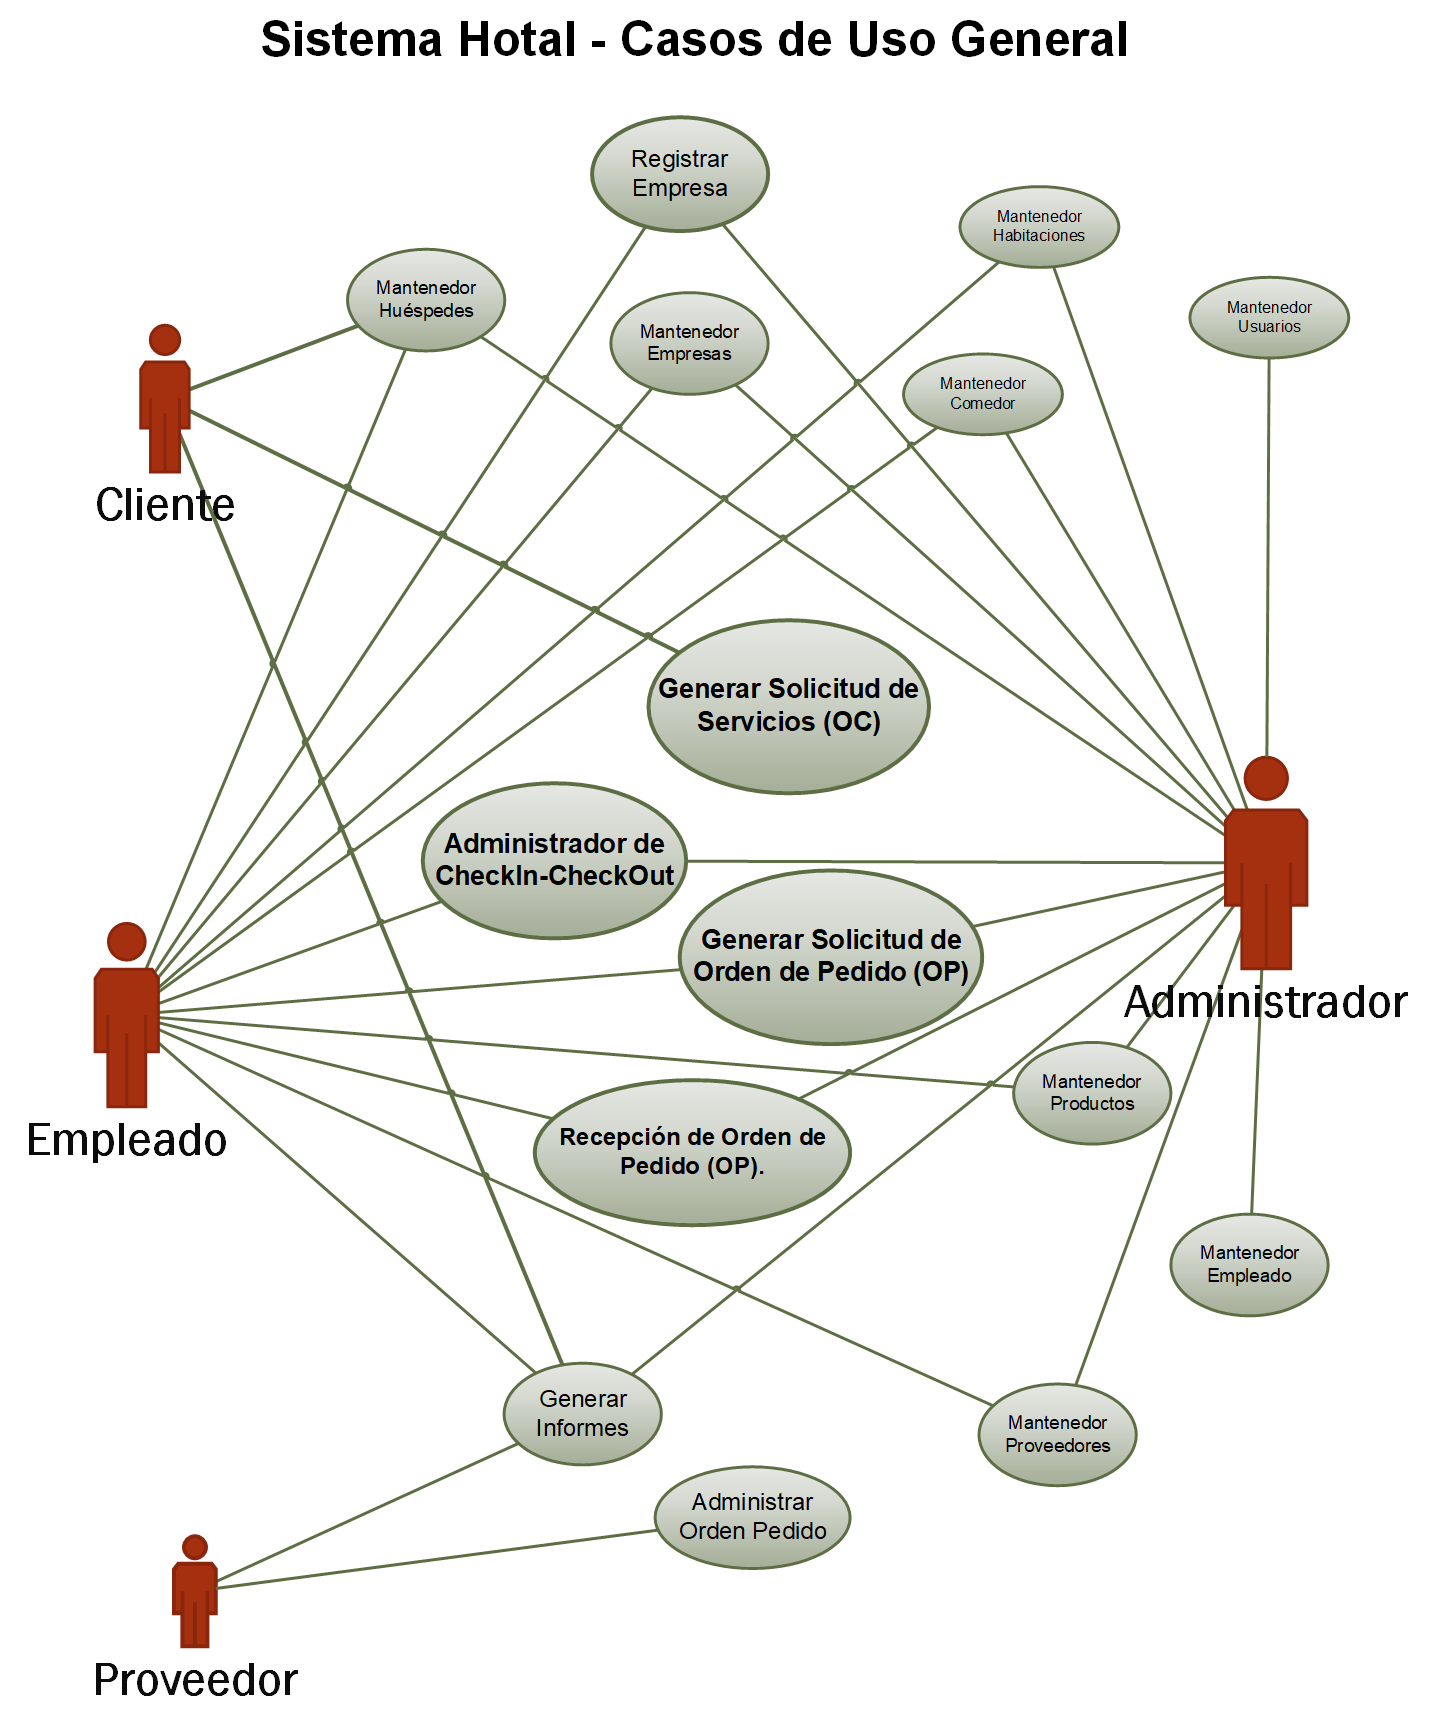 Sistema Hotal - Casos de Uso General
Registrar
Empresa
Mantenedor
Habitaciones
Mantenedor
Huéspedes
Mantenedor
Usuarios
Mantenedor
Empresas
Mantenedor
Comedor
Cliente
Generar Solicitud de
Servicios (OC)
Administrador de
CheckIn-CheckOut
Generar Solicitud de
Orden de Pedido (OP)
Administrador
Mantenedor
Productos
Empleado
Recepción de Orden de
Pedido (OP).
Mantenedor
Empleado
Generar
Informes
Mantenedor
Proveedores
Administrar
Orden Pedido
Proveedor